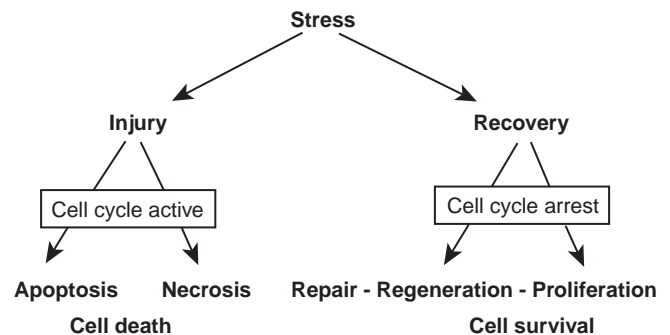 Stress
Injury
Recovery
Cell cycle active
Cell cycle arrest
Apoptosis
Necrosis
Repair - Regeneration - Proliferation
Cell death
Cell survival